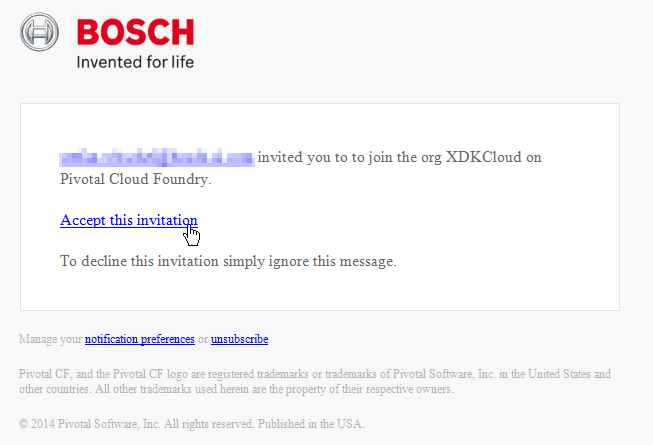 BOSCH
Invented for life
invited you to to join the org XDKCloud on
Pivotal Cloud Foundry.
Accept this invitation
To decline this invitation simply ignore this message.
Manage your notification preferences or unsubscribe
Pivotal CF, and the Pivotal CF logo are registered trademarks or trademarks of Pivotal Software, Inc. in the United States and
other countries. All other trademarks used herein are the property of their respective owners.
© 2014 Pivotal Software, Inc. All rights reserved. Published in the USA.